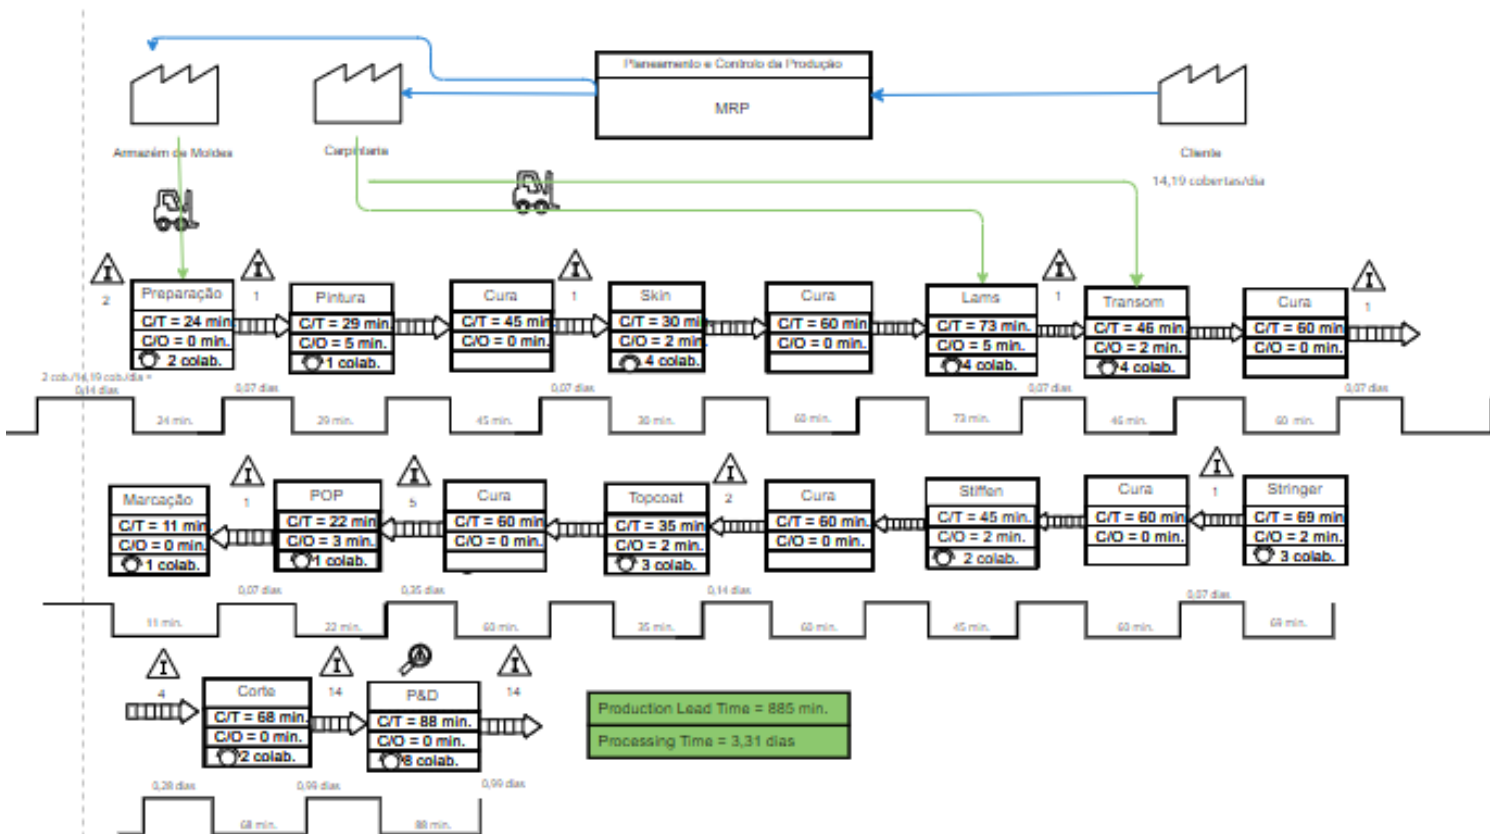 Planeamento e Controlo da Produção
MRP
Armazém de Moldes
Carpintaria
Cliente
14,19 cobertas/dia
2
1
1
1
1
Preparação
C/T = 24 min
C/O = 0 min.
2 colab.
Pintura
C/T = 29 min
C/O = 5 min.
1 colab.
Cura
C/T = 45 min
C/O = 0 min.
Skin
C/T = 30 mi
C/O = 2 min
4 colab.
Cura
C/T = 60 min
C/O = 0 min.
Lams
C/T = 73 min.
C/O = 5 min.
4 colab.
Transom
C/T = 46 min
C/O = 2 min.
4 colab.
Cura
C/T = 60 min
C/O = 0 min.
2 cob./14,19 cob./dia =
0,14 dias
0,07 dias
0,07 dias
0,07 dias
0,07 dias
24 min.
29 min.
45 min.
30 min.
60 min.
73 min.
46 min.
60 min.
Marcação
C/T = 11 min
C/O = 0 min.
1 colab.
1
POP
C/T = 22 min
C/O = 3 min.
1 colab.
5
Cura
C/T = 60 min
C/O = 0 min.
Topcoat
C/T = 35 min
C/O = 2 min.
3 colab.
2
Cura
C/T = 60 min
C/O = 0 min.
Stiffen
C/T = 45 min.
C/O = 2 min.
2 colab.
Cura
C/T = 60 min
C/O = 0 min.
1
Stringer
C/T = 69 min
C/O = 2 min.
3 colab.
0,07 dias
0,35 dias
0,14 dias
0,07 dias
11 min.
22 min.
60 min.
35 min.
60 min.
45 min.
60 min.
69 min.
4
Corte
C/T = 68 min.
C/O = 0 min.
2 colab.
14
P&D
C/T = 88 min.
C/O = 0 min.
8 colab.
14
Production Lead Time = 885 min.
Processing Time = 3,31 dias
0,28 dias
0,99 dias
0,99 dias
68 min.
88 min.